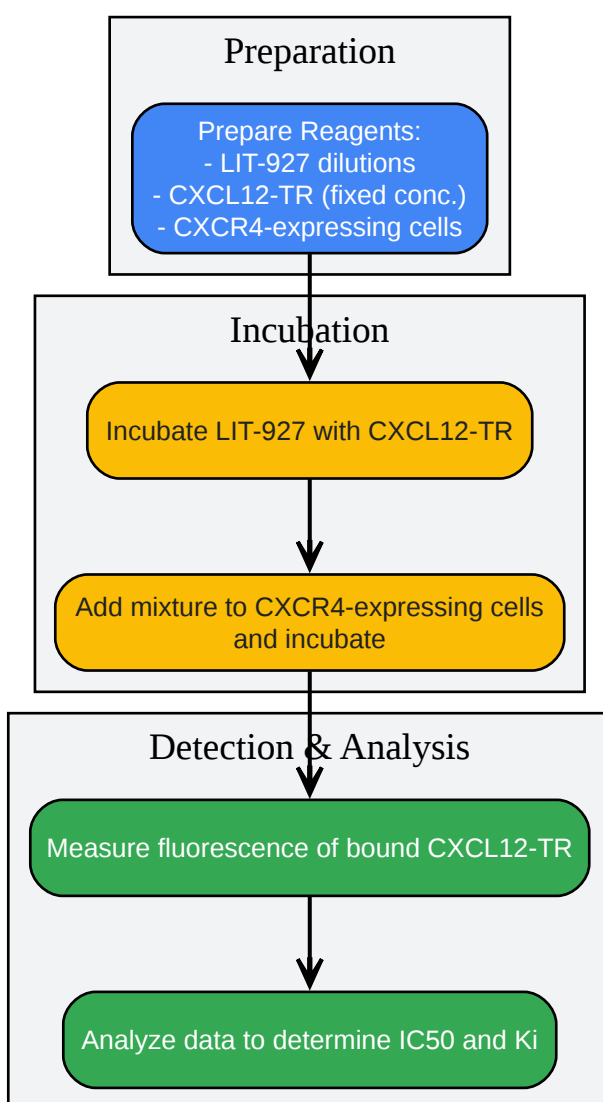 Preparation
Prepare Reagents:
- LIT-927 dilutions
- CXCL12-TR (fixed conc.)
- CXCR4-expressing cells
Incubation
Incubate LIT-927 with CXCL12-TR
Add mixture to CXCR4-expressing cells
and incubate
Detection & Analysis
Measure fluorescence of bound CXCL12-TR
Analyze data to determine IC50 and Ki